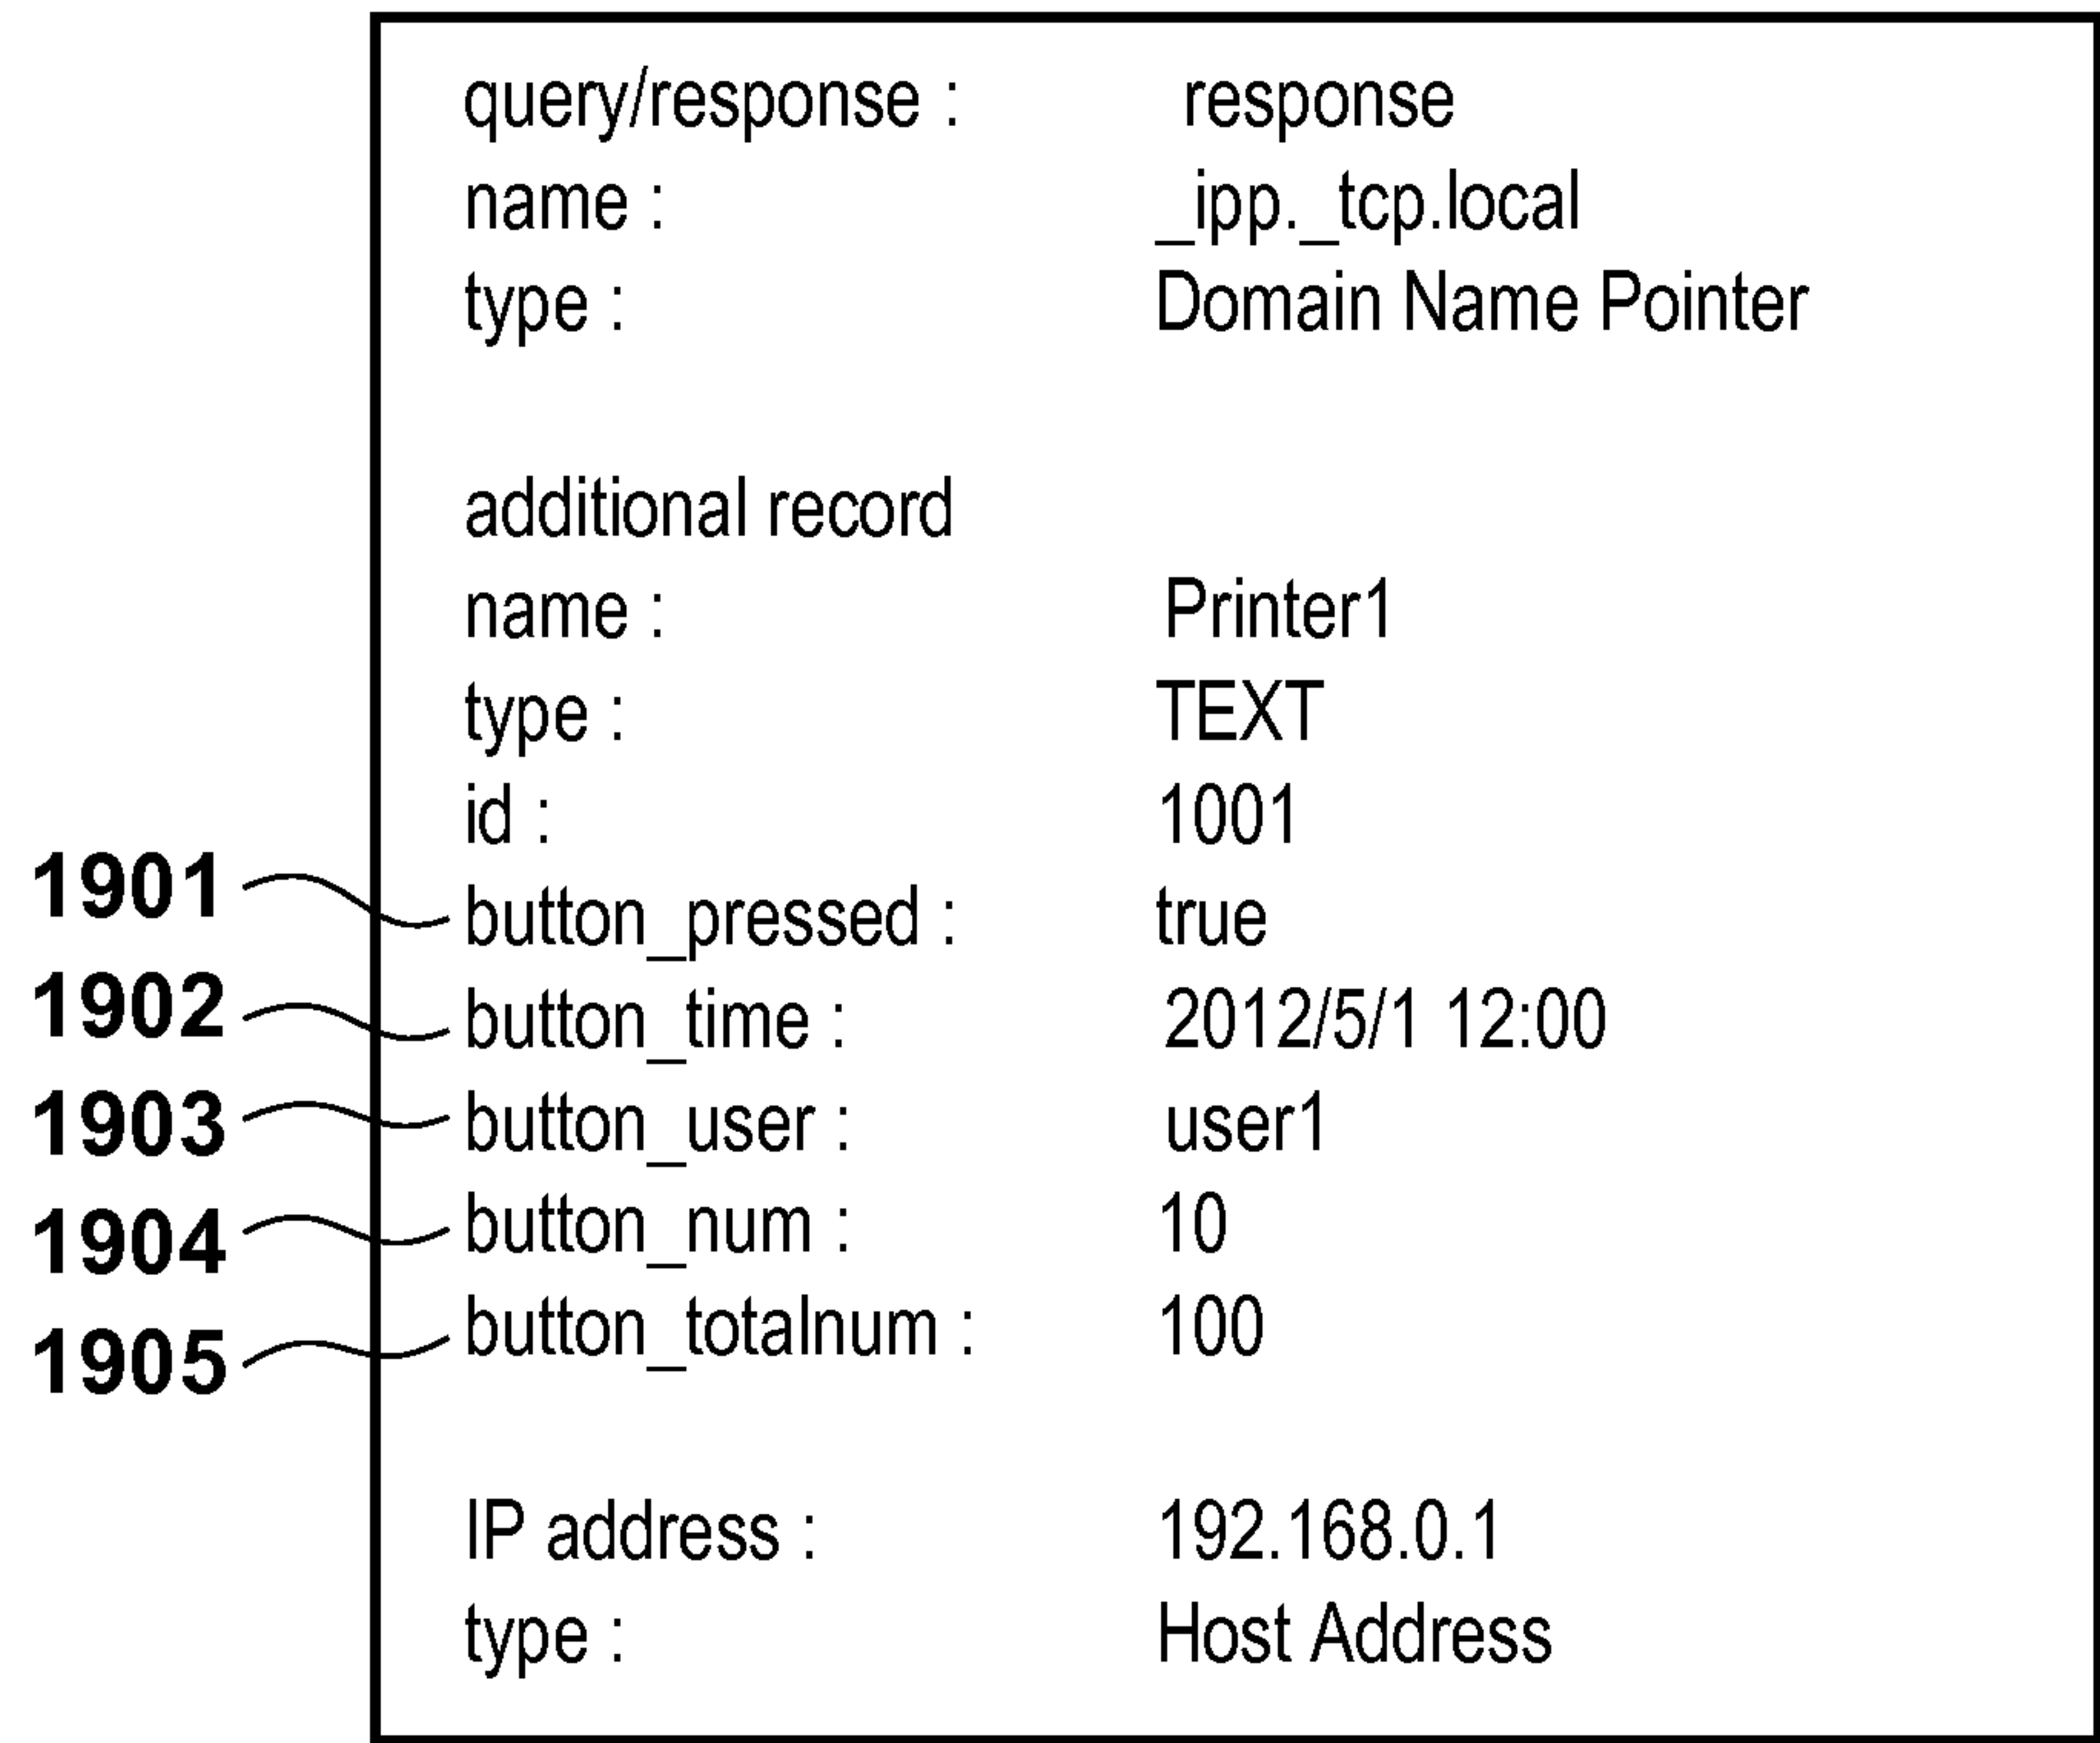 query/response : response
name : _ipp._tcp.local
type : Domain Name Pointer
additional record
name : Printer1
type : TEXT
id : 1001
1901 button_pressed : true
1902 button_time : 2012/5/1 12:00
1903 button_user : user1
1904 button_num : 10
1905 button_totalnum : 100
IP address : 192.168.0.1
type : Host Address